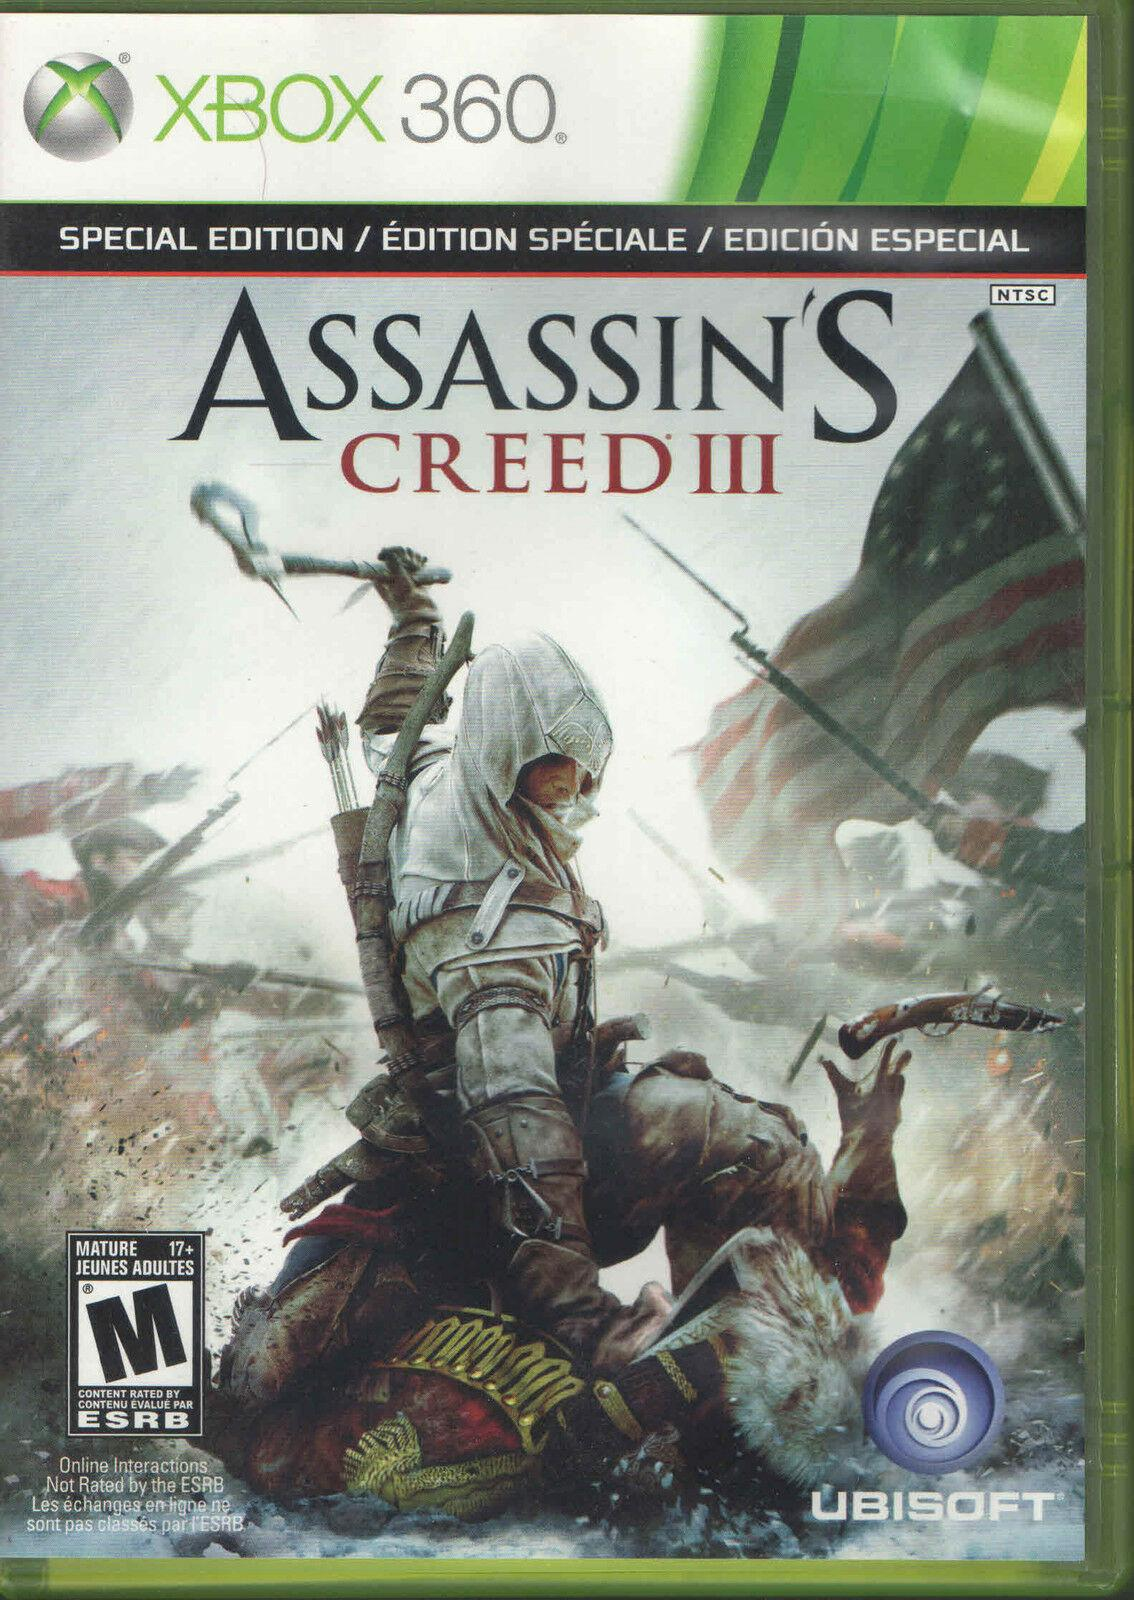 XBOX 360®
SPECIAL EDITION / ÉDITION SPÉCIALE / EDICIÓN ESPECIAL
NTSC
ASSASSIN'S
CREED® III
MATURE 17+
JEUNES ADULTES
M®
CONTENT RATED BY
CONTENU ÉVALUÉ PAR
ESRB
Online Interactions
Not Rated by the ESRB
Les échanges en ligne ne
sont pas classés par l'ESRB
UBISOFT®